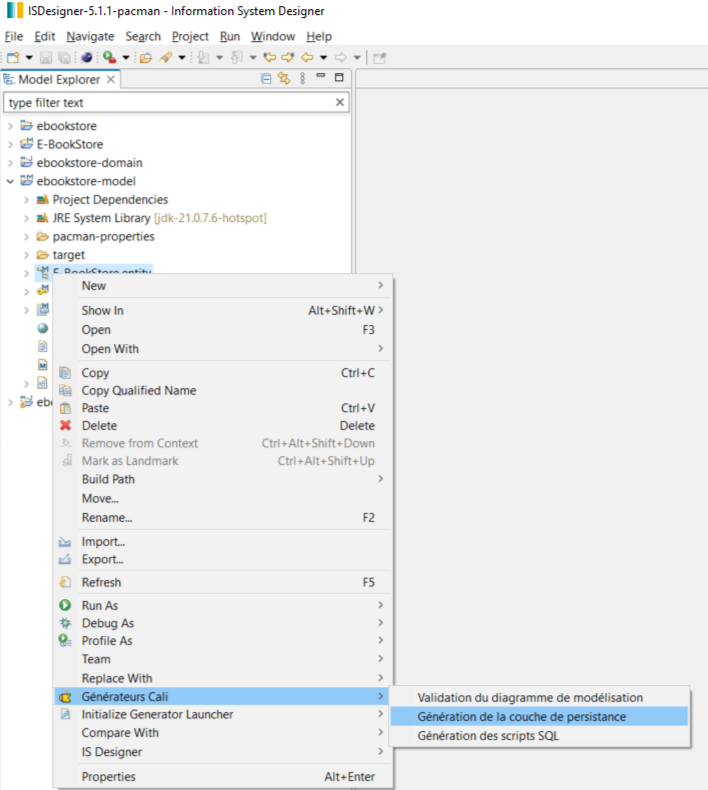 ISDesigner-5.1.1-pacman - Information System Designer
File Edit Navigate Search Project Run Window Help
Model Explorer
type filter text
ebookstore
E-BookStore
ebookstore-domain
ebookstore-model
Project Dependencies
JRE System Library [jdk-21.0.7.6-hotspot]
pacman-properties
target
E-BookStore.entity
New
Show In Alt+Shift+W
Open F3
Open With
Copy Ctrl+C
Copy Qualified Name
Paste Ctrl+V
Delete Delete
Remove from Context Ctrl+Alt+Shift+Down
Mark as Landmark Ctrl+Alt+Shift+Up
Build Path
Move...
Rename... F2
Import...
Export...
Refresh F5
Run As
Debug As
Profile As
Team
Replace With
Générateurs Cali
Validation du diagramme de modélisation
Initialize Generator Launcher
Génération de la couche de persistance
Compare With
Génération des scripts SQL
IS Designer
Properties Alt+Enter